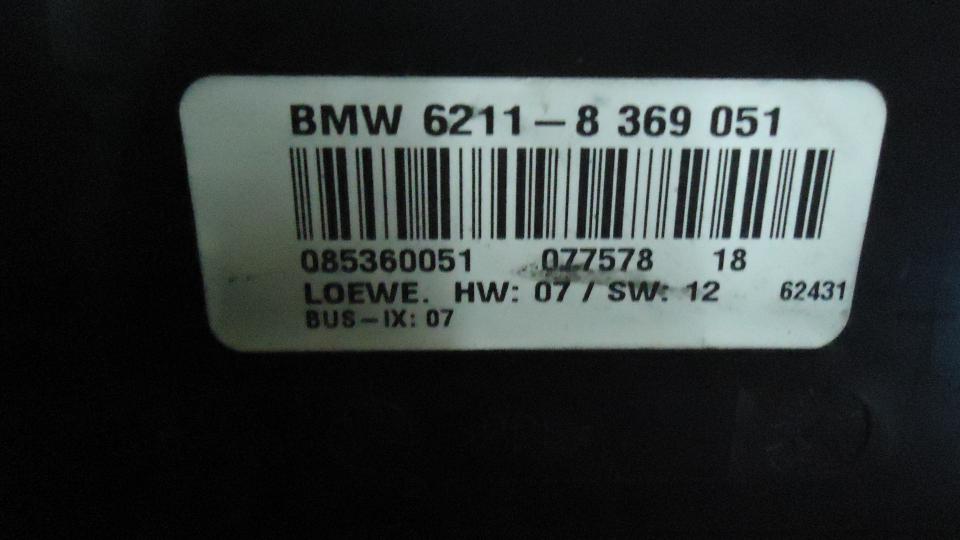 BMW 6211-8 369 051
085360051 077578 18
LOEWE. HW: 07 / SW: 12 62431
BUS-IX: 07